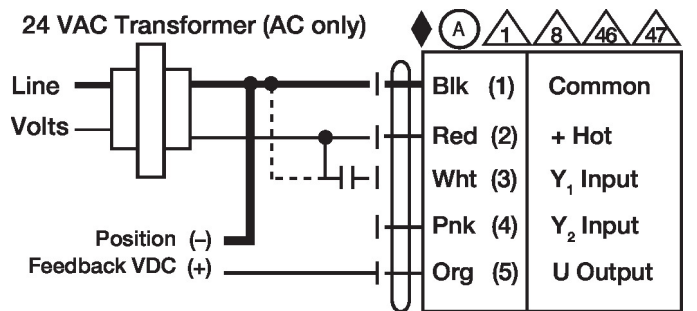 24 VAC Transformer (AC only)
A 1 8 46 47
Line
Volts
Blk (1) Common
Red (2) + Hot
Wht (3) Y₁ Input
Pnk (4) Y₂ Input
Org (5) U Output
Position (–)
Feedback VDC (+)